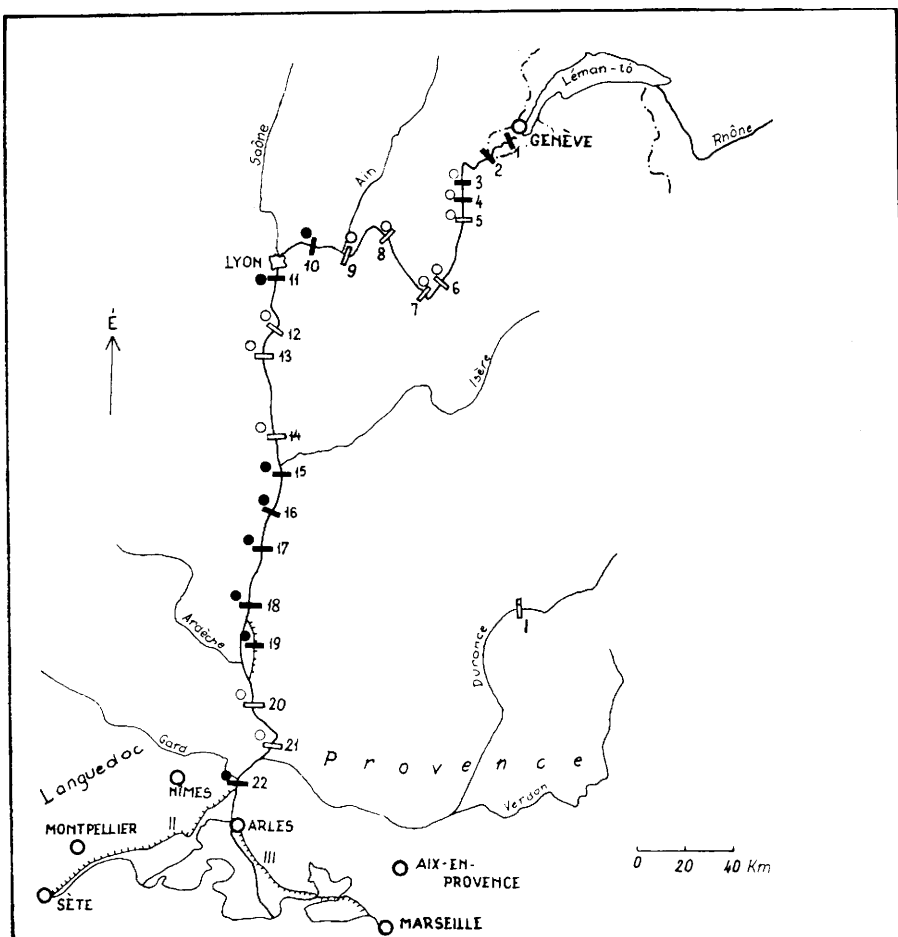 Léman-tó
Rhône
GENÈVE
Saône
Ain
1
2
3
4
5
6
7
8
9
10
LYON
11
12
13
É
Isère
14
15
16
17
18
Ardèche
19
I
Durance
20
21
Gard
Provence
Languedoc
22
NÎMES
Verdon
II
ARLES
MONTPELLIER
III
0 20 40 Km
AIX-EN-
PROVENCE
SÈTE
MARSEILLE